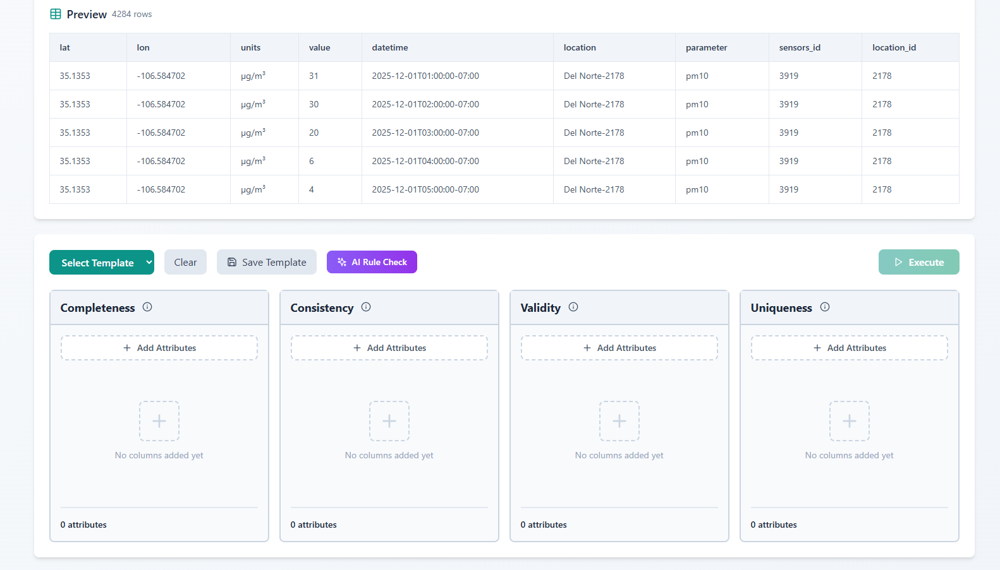 Preview 4284 rows
lat lon units value datetime location parameter sensors_id location_id
35.1353 -106.584702 µg/m³ 31 2025-12-01T01:00:00-07:00 Del Norte-2178 pm10 3919 2178
35.1353 -106.584702 µg/m³ 30 2025-12-01T02:00:00-07:00 Del Norte-2178 pm10 3919 2178
35.1353 -106.584702 µg/m³ 20 2025-12-01T03:00:00-07:00 Del Norte-2178 pm10 3919 2178
35.1353 -106.584702 µg/m³ 6 2025-12-01T04:00:00-07:00 Del Norte-2178 pm10 3919 2178
35.1353 -106.584702 µg/m³ 4 2025-12-01T05:00:00-07:00 Del Norte-2178 pm10 3919 2178
Select Template Clear Save Template AI Rule Check Execute
Completeness Consistency Validity Uniqueness
Add Attributes Add Attributes Add Attributes Add Attributes
No columns added yet No columns added yet No columns added yet No columns added yet
0 attributes 0 attributes 0 attributes 0 attributes